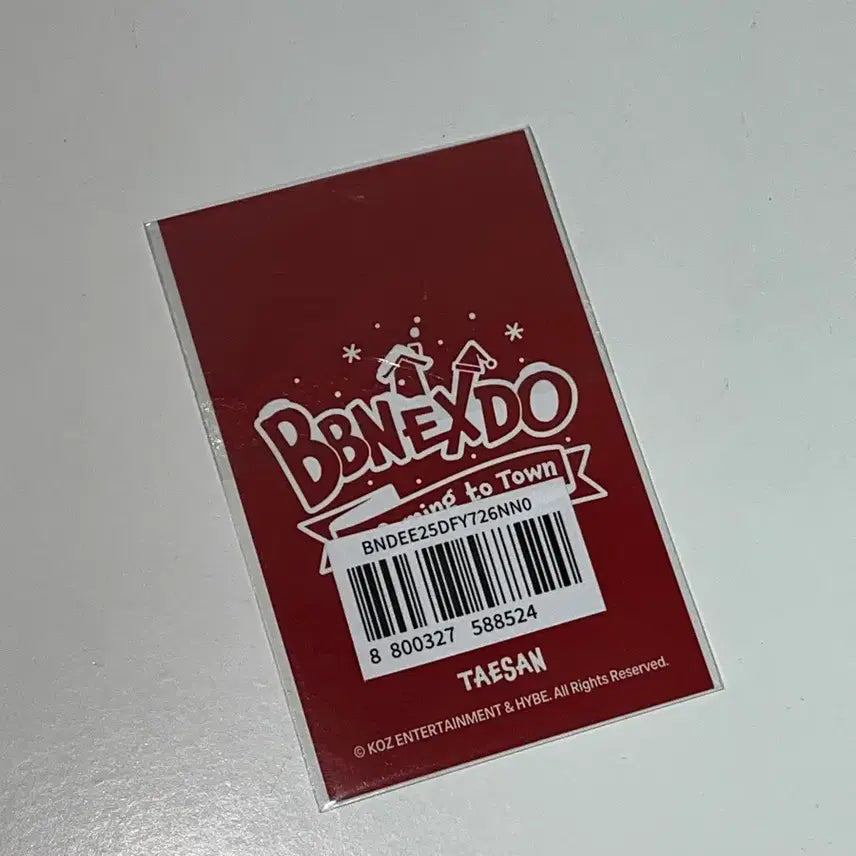 BBNEXDO
to Town
BNDEE25DFY726NN0
8 800327 588524
TAESAN
© KOZ ENTERTAINMENT & HYBE. All Rights Reserved.